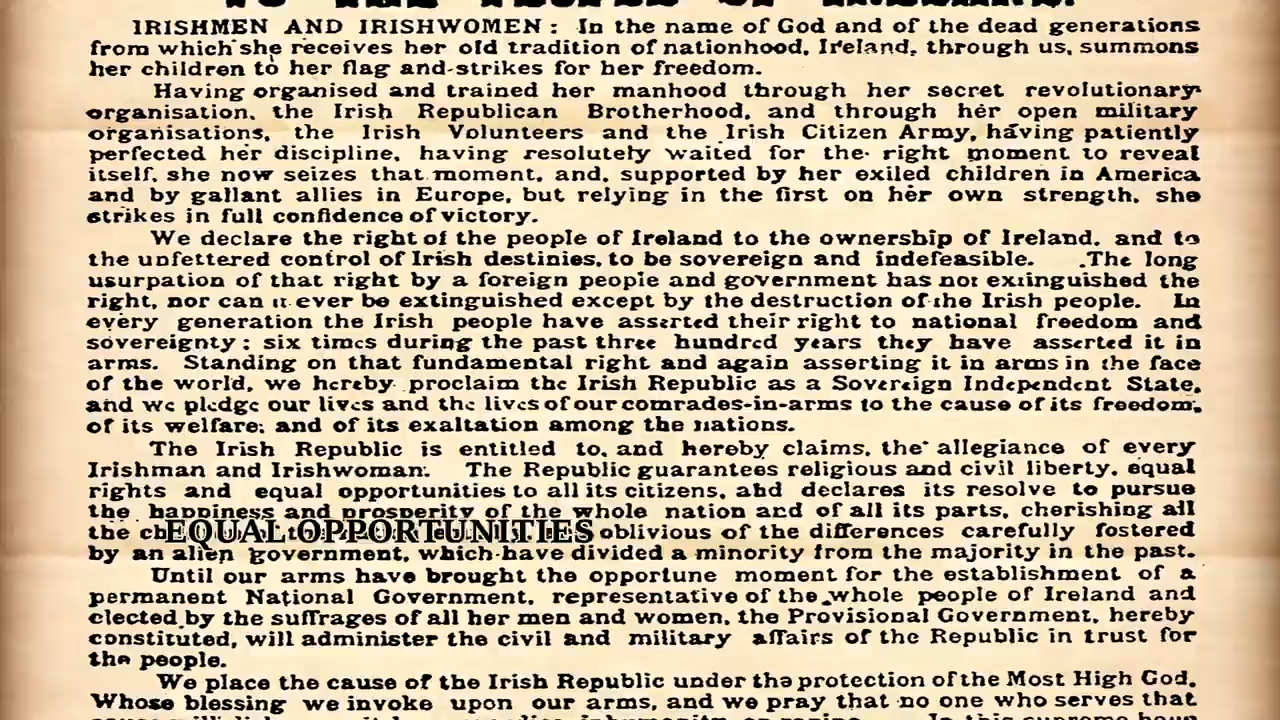 TO THE PEOPLE OF IRELAND.
IRISHMEN AND IRISHWOMEN : In the name of God and of the dead generations
from which she receives her old tradition of nationhood, Ireland, through us, summons
her children to her flag and strikes for her freedom.
Having organised and trained her manhood through her secret revolutionary
organisation, the Irish Republican Brotherhood, and through her open military
organisations, the Irish Volunteers and the Irish Citizen Army, having patiently
perfected her discipline, having resolutely waited for the right moment to reveal
itself, she now seizes that moment, and, supported by her exiled children in America
and by gallant allies in Europe, but relying in the first on her own strength, she
strikes in full confidence of victory.
We declare the right of the people of Ireland to the ownership of Ireland, and to
the unfettered control of Irish destinies, to be sovereign and indefeasible. The long
usurpation of that right by a foreign people and government has not extinguished the
right, nor can it ever be extinguished except by the destruction of the Irish people. In
every generation the Irish people have asserted their right to national freedom and
sovereignty ; six times during the past three hundred years they have asserted it in
arms. Standing on that fundamental right and again asserting it in arms in the face
of the world, we hereby proclaim the Irish Republic as a Sovereign Independent State,
and we pledge our lives and the lives of our comrades-in-arms to the cause of its freedom,
of its welfare, and of its exaltation among the nations.
The Irish Republic is entitled to, and hereby claims, the allegiance of every
Irishman and Irishwoman. The Republic guarantees religious and civil liberty, equal
rights and equal opportunities to all its citizens, and declares its resolve to pursue
the happiness and prosperity of the whole nation and of all its parts, cherishing all
the EQUAL OPPORTUNITIES oblivious of the differences carefully fostered
by an alien government, which have divided a minority from the majority in the past.
Until our arms have brought the opportune moment for the establishment of a
permanent National Government, representative of the whole people of Ireland and
elected by the suffrages of all her men and women, the Provisional Government, hereby
constituted, will administer the civil and military affairs of the Republic in trust for
the people.
We place the cause of the Irish Republic under the protection of the Most High God,
Whose blessing we invoke upon our arms, and we pray that no one who serves that